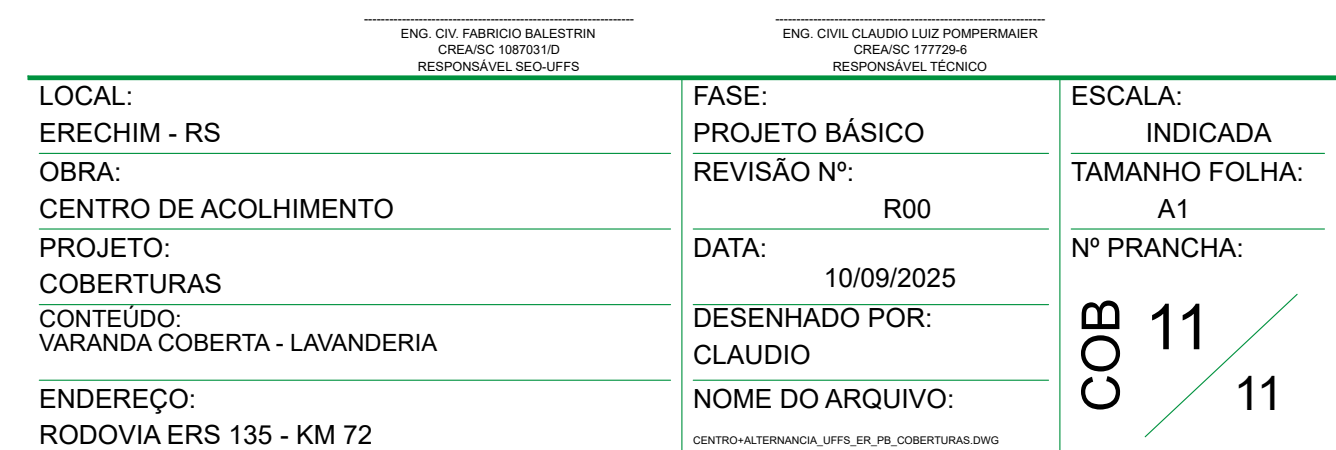 ENG. CIV. FABRICIO BALESTRIN
CREA/SC 1087031/D
RESPONSÁVEL SEO-UFFS
ENG. CIVIL CLAUDIO LUIZ POMPERMAIER
CREA/SC 177729-6
RESPONSÁVEL TÉCNICO
LOCAL:
ERECHIM - RS
FASE:
PROJETO BÁSICO
ESCALA:
INDICADA
OBRA:
CENTRO DE ACOLHIMENTO
REVISÃO Nº:
R00
TAMANHO FOLHA:
A1
PROJETO:
COBERTURAS
DATA:
10/09/2025
Nº PRANCHA:
COB 11
11
CONTEÚDO:
VARANDA COBERTA - LAVANDERIA
DESENHADO POR:
CLAUDIO
ENDEREÇO:
RODOVIA ERS 135 - KM 72
NOME DO ARQUIVO:
CENTRO+ALTERNANCIA_UFFS_ER_PB_COBERTURAS.DWG